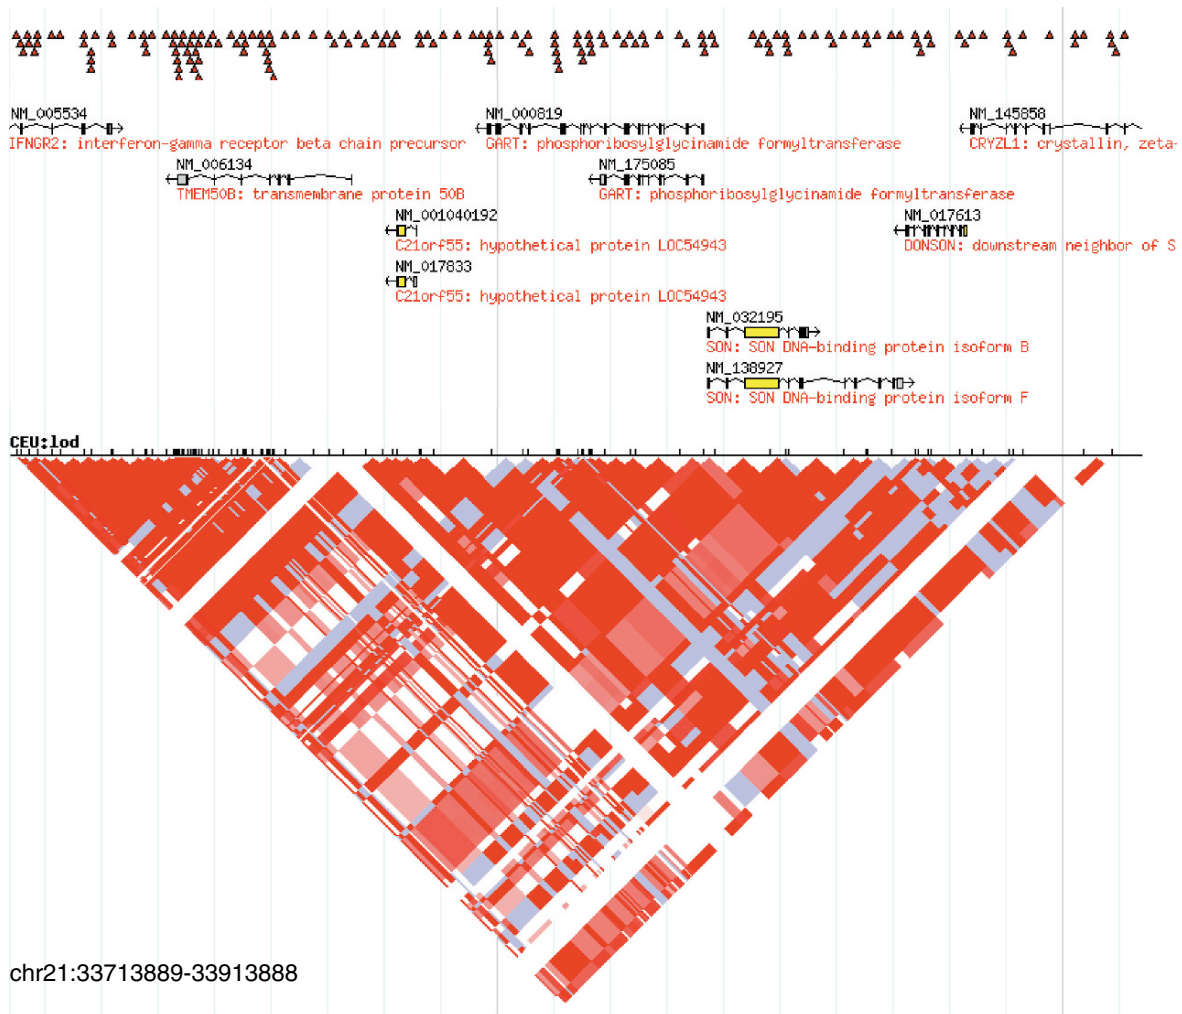 NM_005534
NM_000819
NM_145858
IFNGR2: interferon-gamma receptor beta chain precursor
GART: phosphoribosylglycinamide formyltransferase
CRYZL1: crystallin, zeta-
NM_006134
NM_175085
TMEM50B: transmembrane protein 50B
GART: phosphoribosylglycinamide formyltransferase
NM_001040192
NM_017613
C21orf55: hypothetical protein LOC54943
DONSON: downstream neighbor of S
NM_017833
C21orf55: hypothetical protein LOC54943
NM_032195
SON: SON DNA-binding protein isoform B
NM_138927
SON: SON DNA-binding protein isoform F
CEU:lod
chr21:33713889-33913888